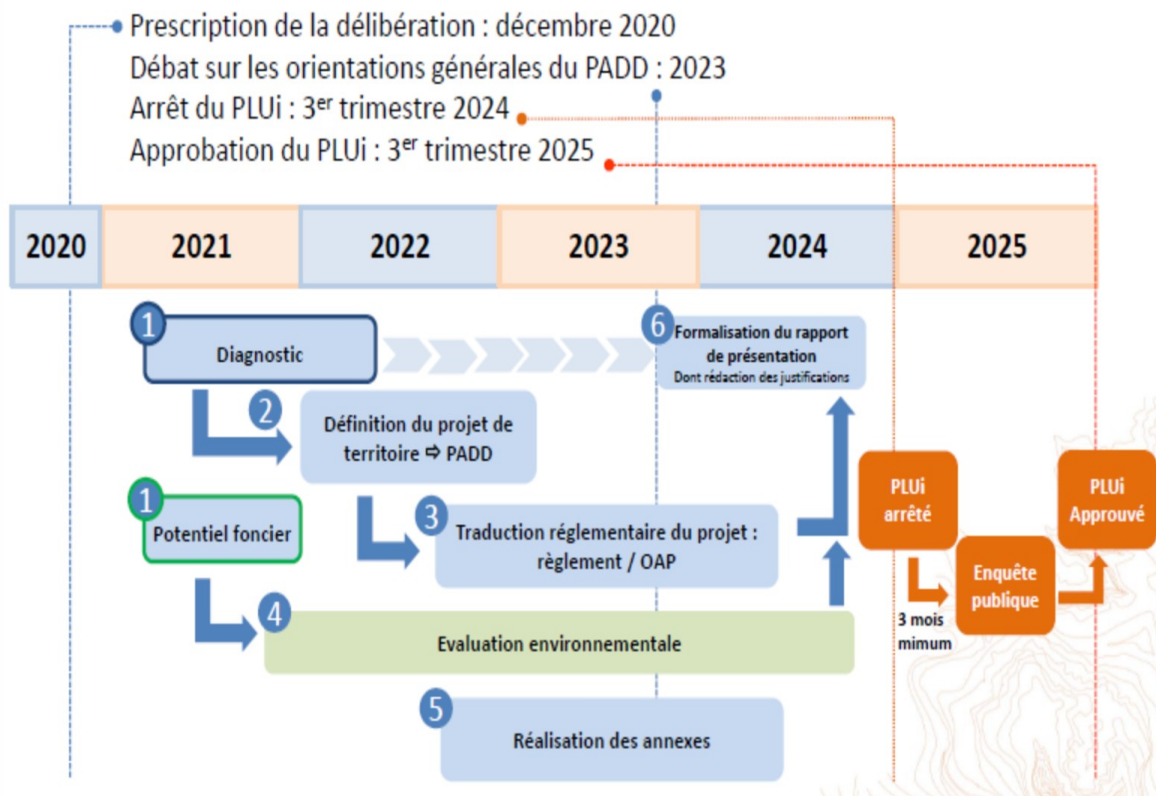 Prescription de la délibération : décembre 2020
Débat sur les orientations générales du PADD : 2023
Arrêt du PLUi : 3er trimestre 2024
Approbation du PLUi : 3er trimestre 2025
2020
2021
2022
2023
2024
2025
1
Diagnostic
6
Formalisation du rapport
de présentation
Dont rédaction des justifications
2
Définition du projet de
territoire ⇨ PADD
1
Potentiel foncier
3
Traduction réglementaire du projet :
règlement / OAP
PLUi
arrêté
PLUi
Approuvé
Enquête
publique
3 mois
mimum
4
Evaluation environnementale
5
Réalisation des annexes